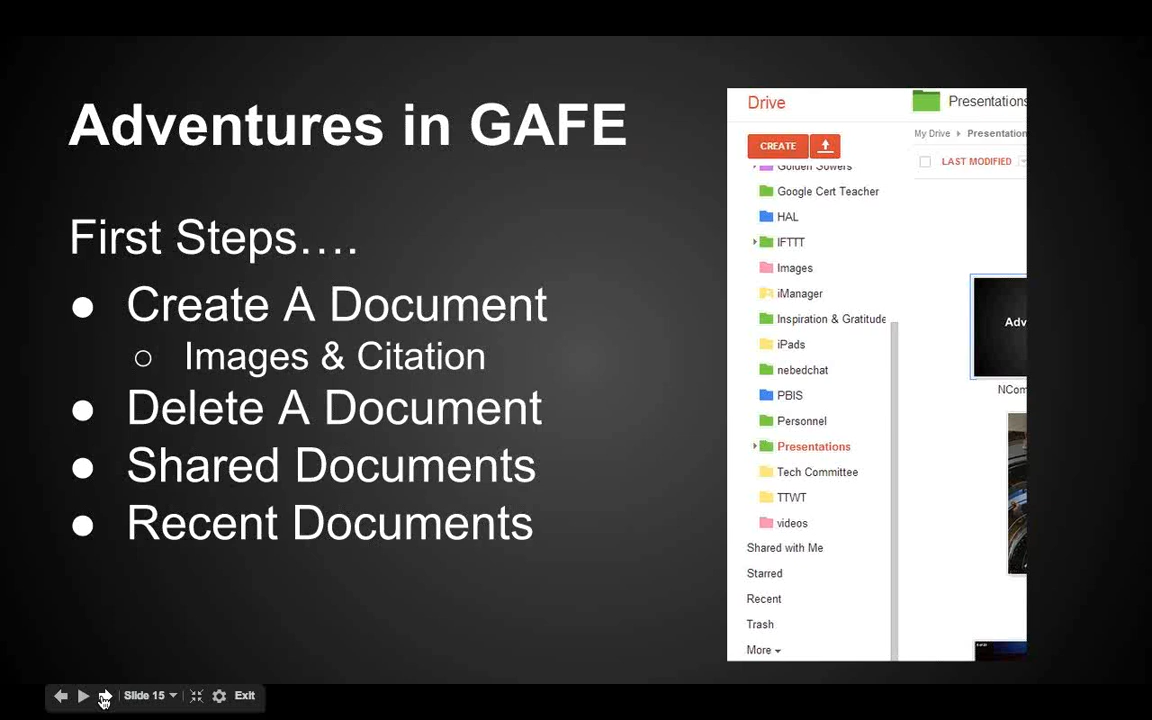 Adventures in GAFE
First Steps….
● Create A Document
○ Images & Citation
● Delete A Document
● Shared Documents
● Recent Documents
Drive
CREATE
Golden Sowers
Google Cert Teacher
HAL
IFTTT
Images
iManager
Inspiration & Gratitude
iPads
nebedchat
PBIS
Personnel
Presentations
Tech Committee
TTWT
videos
Shared with Me
Starred
Recent
Trash
More
Presentations
My Drive Presentation
LAST MODIFIED
Adv
NCom
Slide 15 Exit